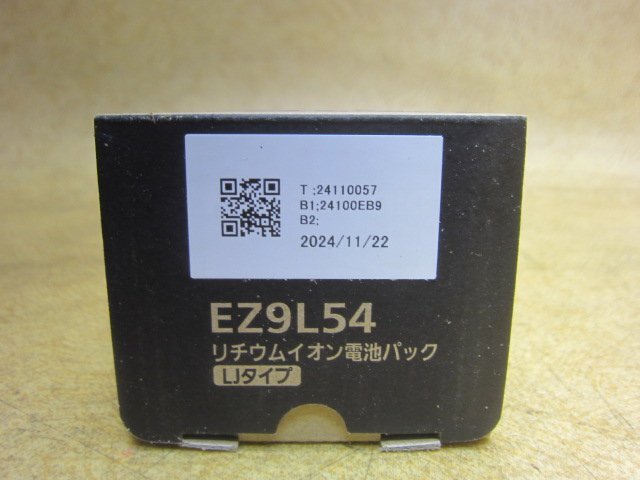 T ;24110057
B1;24100EB9
B2;
2024/11/22
EZ9L54
リチウムイオン電池パック
LJタイプ